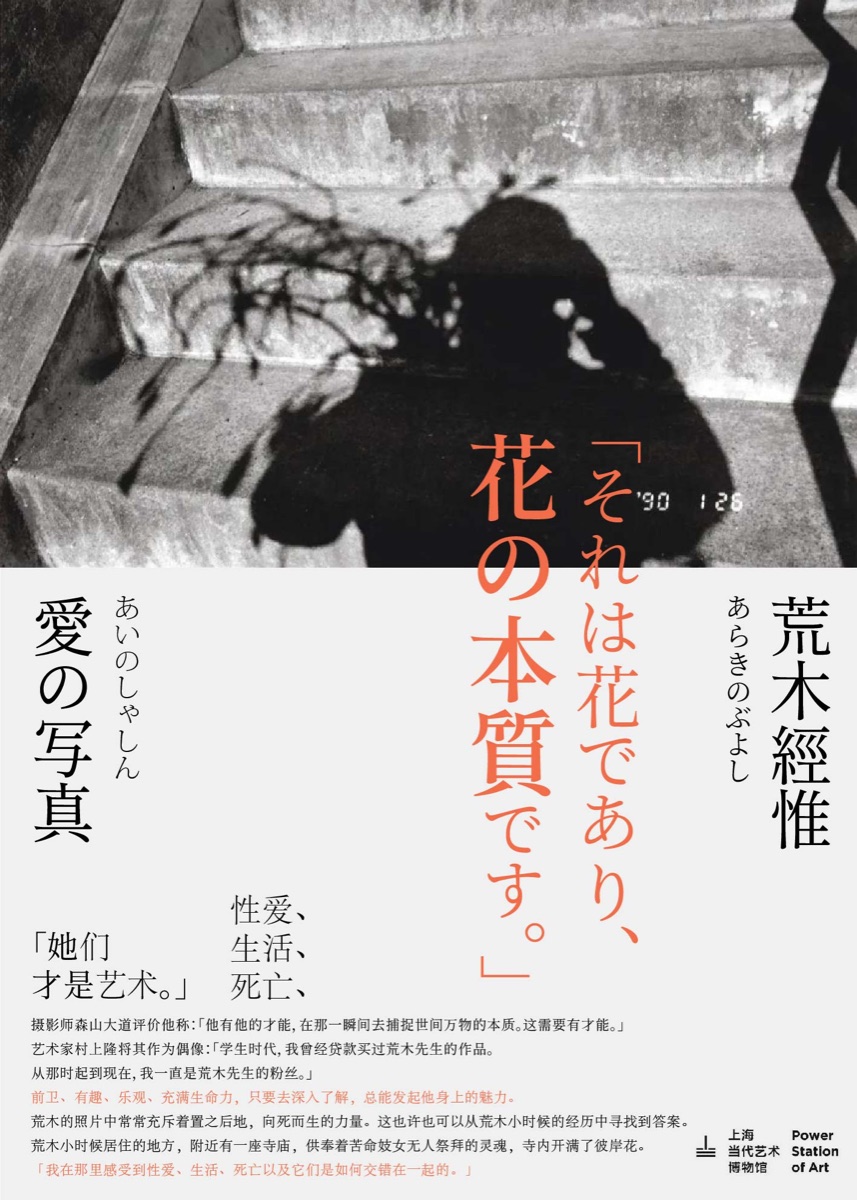 '90 1 26
荒木經惟
あらきのぶよし
「それは花であり、
花の本質です。」
あいのしゃしん
愛の写真
性爱、
生活、
死亡、
「她们
才是艺术。」
摄影师森山大道评价他称：「他有他的才能，在那一瞬间去捕捉世间万物的本质。这需要有才能。」
艺术家村上隆将其作为偶像：「学生时代，我曾经贷款买过荒木先生的作品。
从那时起到现在，我一直是荒木先生的粉丝。」
前卫、有趣、乐观、充满生命力，只要去深入了解，总能发起他身上的魅力。
荒木的照片中常常充斥着置之后地，向死而生的力量。这也许也可以从荒木小时候的经历中寻找到答案。
荒木小时候居住的地方，附近有一座寺庙，供奉着苦命妓女无人祭拜的灵魂，寺内开满了彼岸花。
「我在那里感受到性爱、生活、死亡以及它们是如何交错在一起的。」
上海
当代艺术
博物馆
Power
Station
of Art